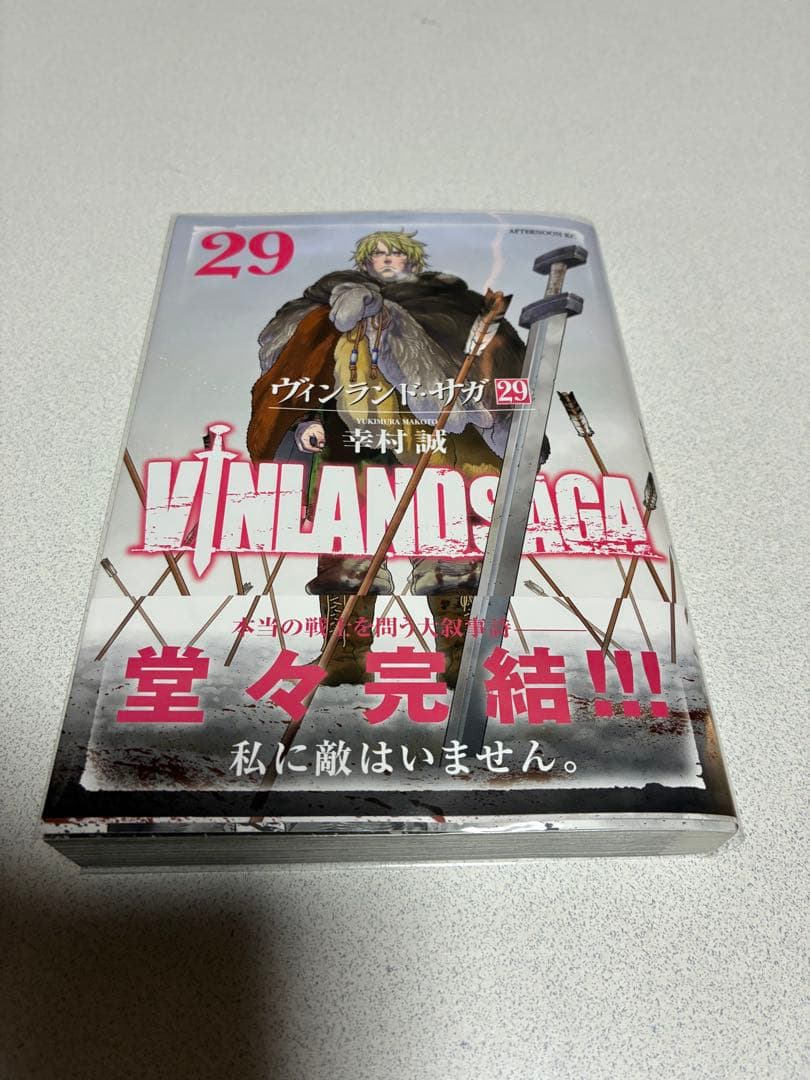 29
AFTERNOON KC
ヴィンランド・サガ 29
YUKIMURA MAKOTO
幸村 誠
VINLAND SAGA
本当の戦士を問う大叙事詩――
堂々完結!!!
私に敵はいません。